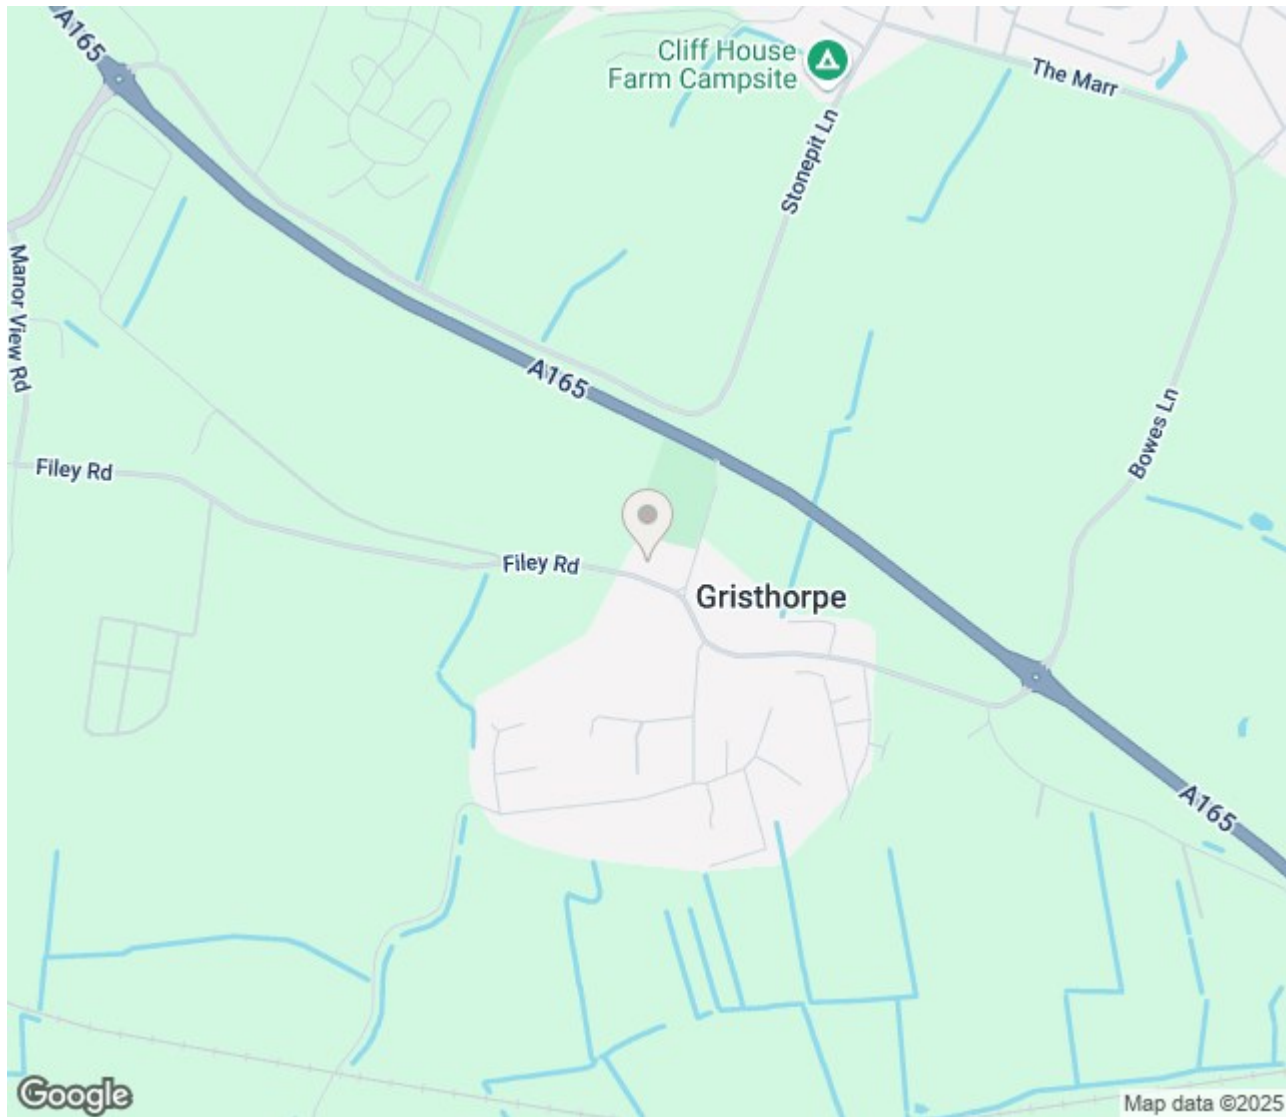 A165
Cliff House
Farm Campsite
The Marr
Stonepit Ln
Manor View Rd
A165
Bowes Ln
Filey Rd
Filey Rd
Gristhorpe
A165
Google
Map data ©2025